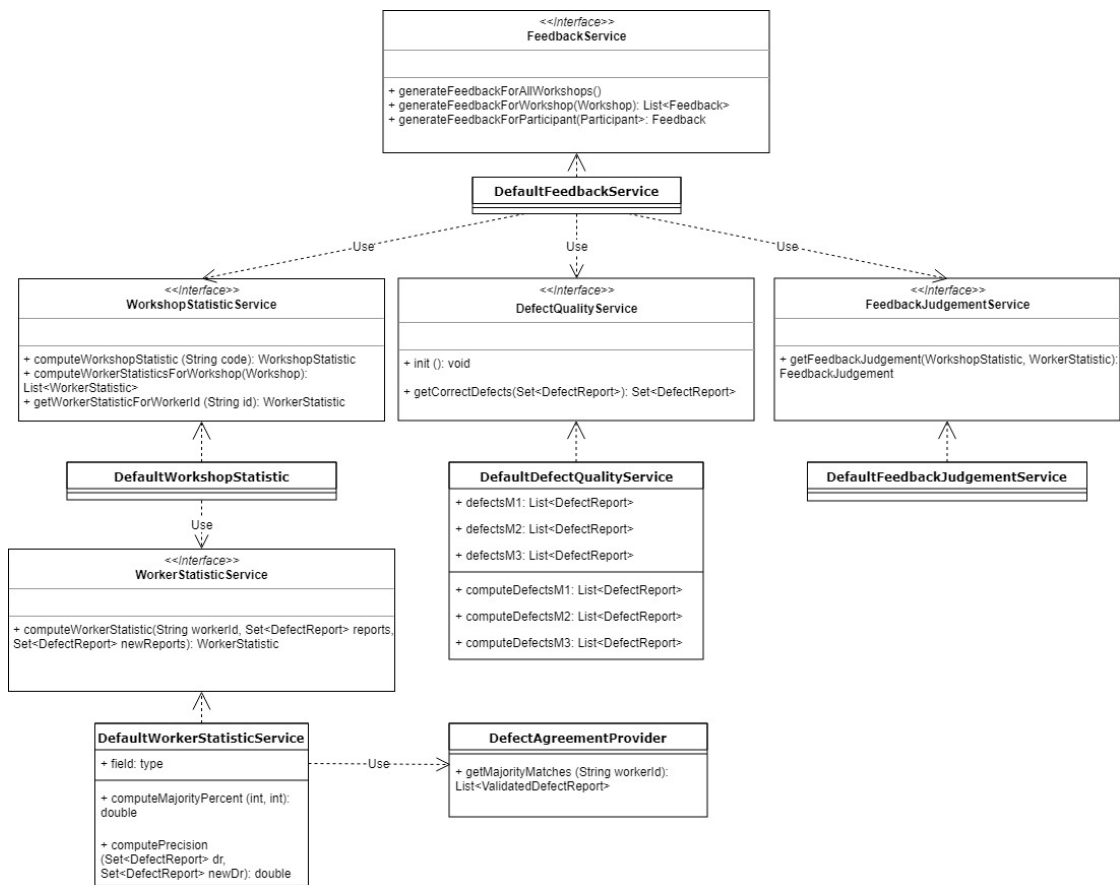 <<Interface>>
FeedbackService
+ generateFeedbackForAllWorkshops()
+ generateFeedbackForWorkshop(Workshop): List<Feedback>
+ generateFeedbackForParticipant(Participant>: Feedback
DefaultFeedbackService
Use
Use
Use
<<Interface>>
WorkshopStatisticService
+ computeWorkshopStatistic (String code): WorkshopStatistic
+ computeWorkerStatisticsForWorkshop(Workshop):
List<WorkerStatistic>
+ getWorkerStatisticForWorkerId (String id): WorkerStatistic
<<Interface>>
DefectQualityService
+ init (): void
+ getCorrectDefects(Set<DefectReport>): Set<DefectReport>
<<Interface>>
FeedbackJudgementService
+ getFeedbackJudgement(WorkshopStatistic, WorkerStatistic):
FeedbackJudgement
DefaultWorkshopStatistic
Use
DefaultDefectQualityService
+ defectsM1: List<DefectReport>
+ defectsM2: List<DefectReport>
+ defectsM3: List<DefectReport>
+ computeDefectsM1: List<DefectReport>
+ computeDefectsM2: List<DefectReport>
+ computeDefectsM3: List<DefectReport>
DefaultFeedbackJudgementService
<<Interface>>
WorkerStatisticService
+ computeWorkerStatistic(String workerId, Set<DefectReport> reports,
Set<DefectReport> newReports): WorkerStatistic
DefaultWorkerStatisticService
+ field: type
+ computeMajorityPercent (int, int):
double
+ computePrecision
(Set<DefectReport> dr,
Set<DefectReport> newDr): double
Use
DefectAgreementProvider
+ getMajorityMatches (String workerId):
List<ValidatedDefectReport>